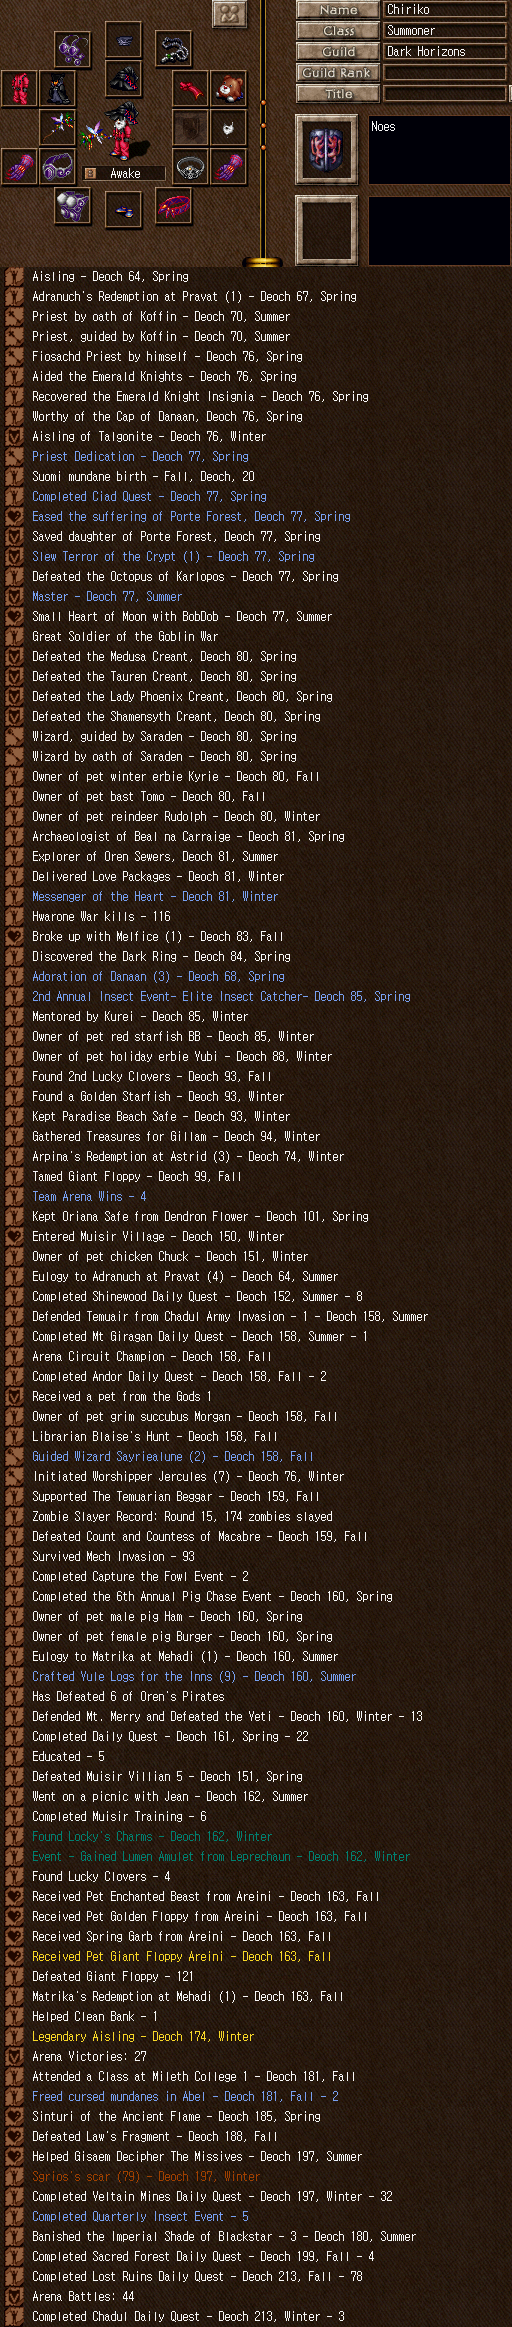 Name
Chiriko
Class
Summoner
Guild
Dark Horizons
Guild Rank
Title
Noes
Awake
Aisling - Deoch 64, Spring
Adranuch's Redemption at Pravat (1) - Deoch 67, Spring
Priest by oath of Koffin - Deoch 70, Summer
Priest, guided by Koffin - Deoch 70, Summer
Fiosachd Priest by himself - Deoch 76, Spring
Aided the Emerald Knights - Deoch 76, Spring
Recovered the Emerald Knight Insignia - Deoch 76, Spring
Worthy of the Cap of Danaan, Deoch 76, Spring
Aisling of Talgonite - Deoch 76, Winter
Priest Dedication - Deoch 77, Spring
Suomi mundane birth - Fall, Deoch, 20
Completed Ciad Quest - Deoch 77, Spring
Eased the suffering of Porte Forest, Deoch 77, Spring
Saved daughter of Porte Forest, Deoch 77, Spring
Slew Terror of the Crypt (1) - Deoch 77, Spring
Defeated the Octopus of Karlopos - Deoch 77, Spring
Master - Deoch 77, Summer
Small Heart of Moon with BobDob - Deoch 77, Summer
Great Soldier of the Goblin War
Defeated the Medusa Creant, Deoch 80, Spring
Defeated the Tauren Creant, Deoch 80, Spring
Defeated the Lady Phoenix Creant, Deoch 80, Spring
Defeated the Shamensyth Creant, Deoch 80, Spring
Wizard, guided by Saraden - Deoch 80, Spring
Wizard by oath of Saraden - Deoch 80, Spring
Owner of pet winter erbie Kyrie - Deoch 80, Fall
Owner of pet bast Tomo - Deoch 80, Fall
Owner of pet reindeer Rudolph - Deoch 80, Winter
Archaeologist of Beal na Carraige - Deoch 81, Spring
Explorer of Oren Sewers, Deoch 81, Summer
Delivered Love Packages - Deoch 81, Winter
Messenger of the Heart - Deoch 81, Winter
Hwarone War kills - 116
Broke up with Melfice (1) - Deoch 83, Fall
Discovered the Dark Ring - Deoch 84, Spring
Adoration of Danaan (3) - Deoch 68, Spring
2nd Annual Insect Event- Elite Insect Catcher- Deoch 85, Spring
Mentored by Kurei - Deoch 85, Winter
Owner of pet red starfish BB - Deoch 85, Winter
Owner of pet holiday erbie Yubi - Deoch 88, Winter
Found 2nd Lucky Clovers - Deoch 93, Fall
Found a Golden Starfish - Deoch 93, Winter
Kept Paradise Beach Safe - Deoch 93, Winter
Gathered Treasures for Gillam - Deoch 94, Winter
Arpina's Redemption at Astrid (3) - Deoch 74, Winter
Tamed Giant Floppy - Deoch 99, Fall
Team Arena Wins - 4
Kept Oriana Safe from Dendron Flower - Deoch 101, Spring
Entered Muisir Village - Deoch 150, Winter
Owner of pet chicken Chuck - Deoch 151, Winter
Eulogy to Adranuch at Pravat (4) - Deoch 64, Summer
Completed Shinewood Daily Quest - Deoch 152, Summer - 8
Defended Temuair from Chadul Army Invasion - 1 - Deoch 158, Summer
Completed Mt Giragan Daily Quest - Deoch 158, Summer - 1
Arena Circuit Champion - Deoch 158, Fall
Completed Andor Daily Quest - Deoch 158, Fall - 2
Received a pet from the Gods 1
Owner of pet grim succubus Morgan - Deoch 158, Fall
Librarian Blaise's Hunt - Deoch 158, Fall
Guided Wizard Sayriealune (2) - Deoch 158, Fall
Initiated Worshipper Jercules (7) - Deoch 76, Winter
Supported The Temuarian Beggar - Deoch 159, Fall
Zombie Slayer Record: Round 15, 174 zombies slayed
Defeated Count and Countess of Macabre - Deoch 159, Fall
Survived Mech Invasion - 93
Completed Capture the Fowl Event - 2
Completed the 6th Annual Pig Chase Event - Deoch 160, Spring
Owner of pet male pig Ham - Deoch 160, Spring
Owner of pet female pig Burger - Deoch 160, Spring
Eulogy to Matrika at Mehadi (1) - Deoch 160, Summer
Crafted Yule Logs for the Inns (9) - Deoch 160, Summer
Has Defeated 6 of Oren's Pirates
Defended Mt. Merry and Defeated the Yeti - Deoch 160, Winter - 13
Completed Daily Quest - Deoch 161, Spring - 22
Educated - 5
Defeated Muisir Villian 5 - Deoch 151, Spring
Went on a picnic with Jean - Deoch 162, Summer
Completed Muisir Training - 6
Found Locky's Charms - Deoch 162, Winter
Event - Gained Lumen Amulet from Leprechaun - Deoch 162, Winter
Found Lucky Clovers - 4
Received Pet Enchanted Beast from Areini - Deoch 163, Fall
Received Pet Golden Floppy from Areini - Deoch 163, Fall
Received Spring Garb from Areini - Deoch 163, Fall
Received Pet Giant Floppy Areini - Deoch 163, Fall
Defeated Giant Floppy - 121
Matrika's Redemption at Mehadi (1) - Deoch 163, Fall
Helped Clean Bank - 1
Legendary Aisling - Deoch 174, Winter
Arena Victories: 27
Attended a Class at Mileth College 1 - Deoch 181, Fall
Freed cursed mundanes in Abel - Deoch 181, Fall - 2
Sinturi of the Ancient Flame - Deoch 185, Spring
Defeated Law's Fragment - Deoch 188, Fall
Helped Gisaem Decipher The Missives - Deoch 197, Summer
Sgrios's scar (79) - Deoch 197, Winter
Completed Veltain Mines Daily Quest - Deoch 197, Winter - 32
Completed Quarterly Insect Event - 5
Banished the Imperial Shade of Blackstar - 3 - Deoch 180, Summer
Completed Sacred Forest Daily Quest - Deoch 199, Fall - 4
Completed Lost Ruins Daily Quest - Deoch 213, Fall - 78
Arena Battles: 44
Completed Chadul Daily Quest - Deoch 213, Winter - 3